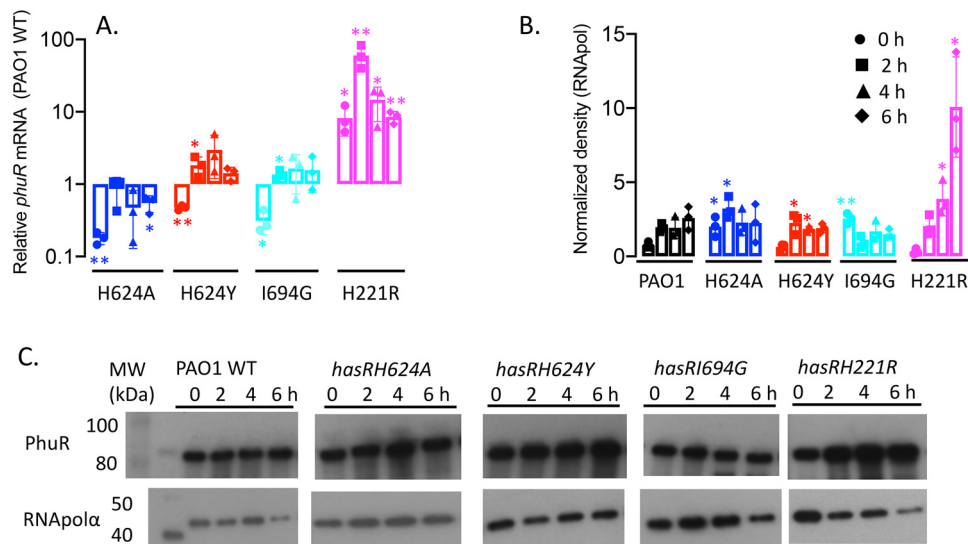 A.
Relative phuR mRNA (PAO1 WT)
100
10
1
0.1
** * ** * * * ** * * **
H624A H624Y I694G H221R
B.
Normalized density (RNApol)
15
10
5
0
0 h
2 h
4 h
6 h
* * * * ** * *
PAO1 H624A H624Y I694G H221R
C.
MW
(kDa)
PAO1 WT hasRH624A hasRH624Y hasRI694G hasRH221R
0 2 4 6 h 0 2 4 6 h 0 2 4 6 h 0 2 4 6 h 0 2 4 6 h
PhuR
100
80
RNApolα
50
40